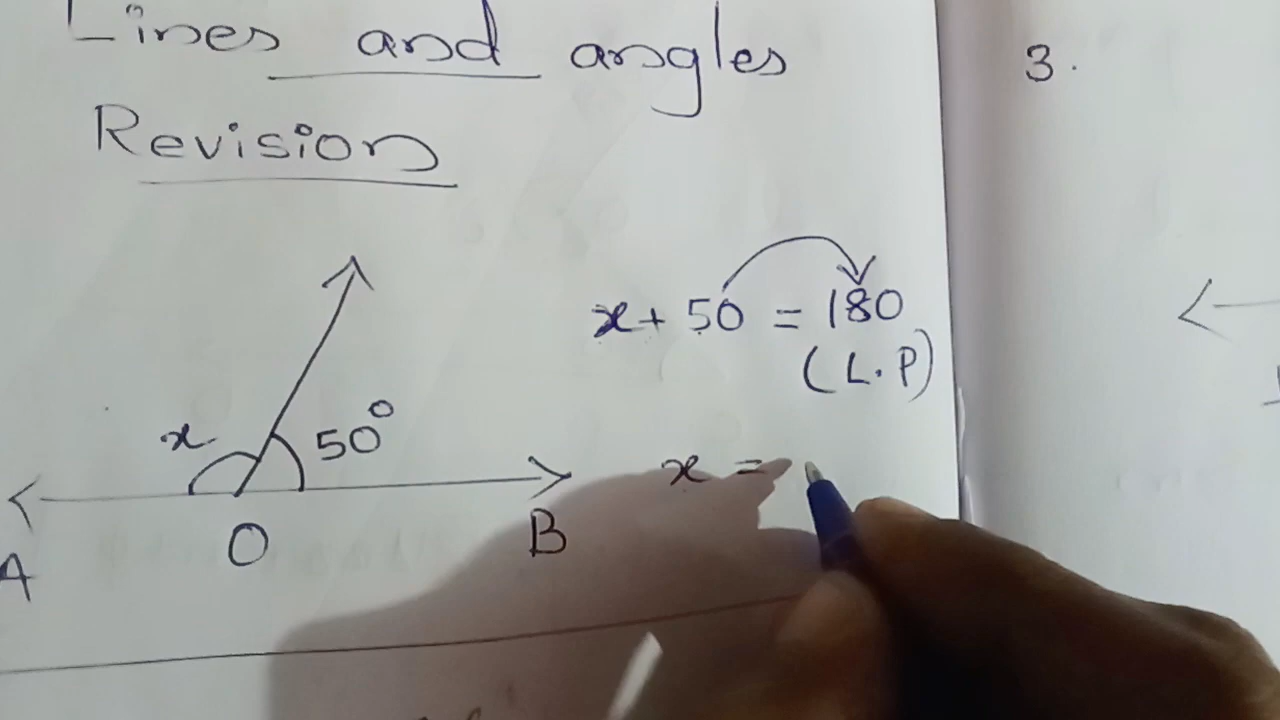 Lines and angles
Revision
3.
x + 50 = 180
(L.P)
x
50°
x =
A
O
B